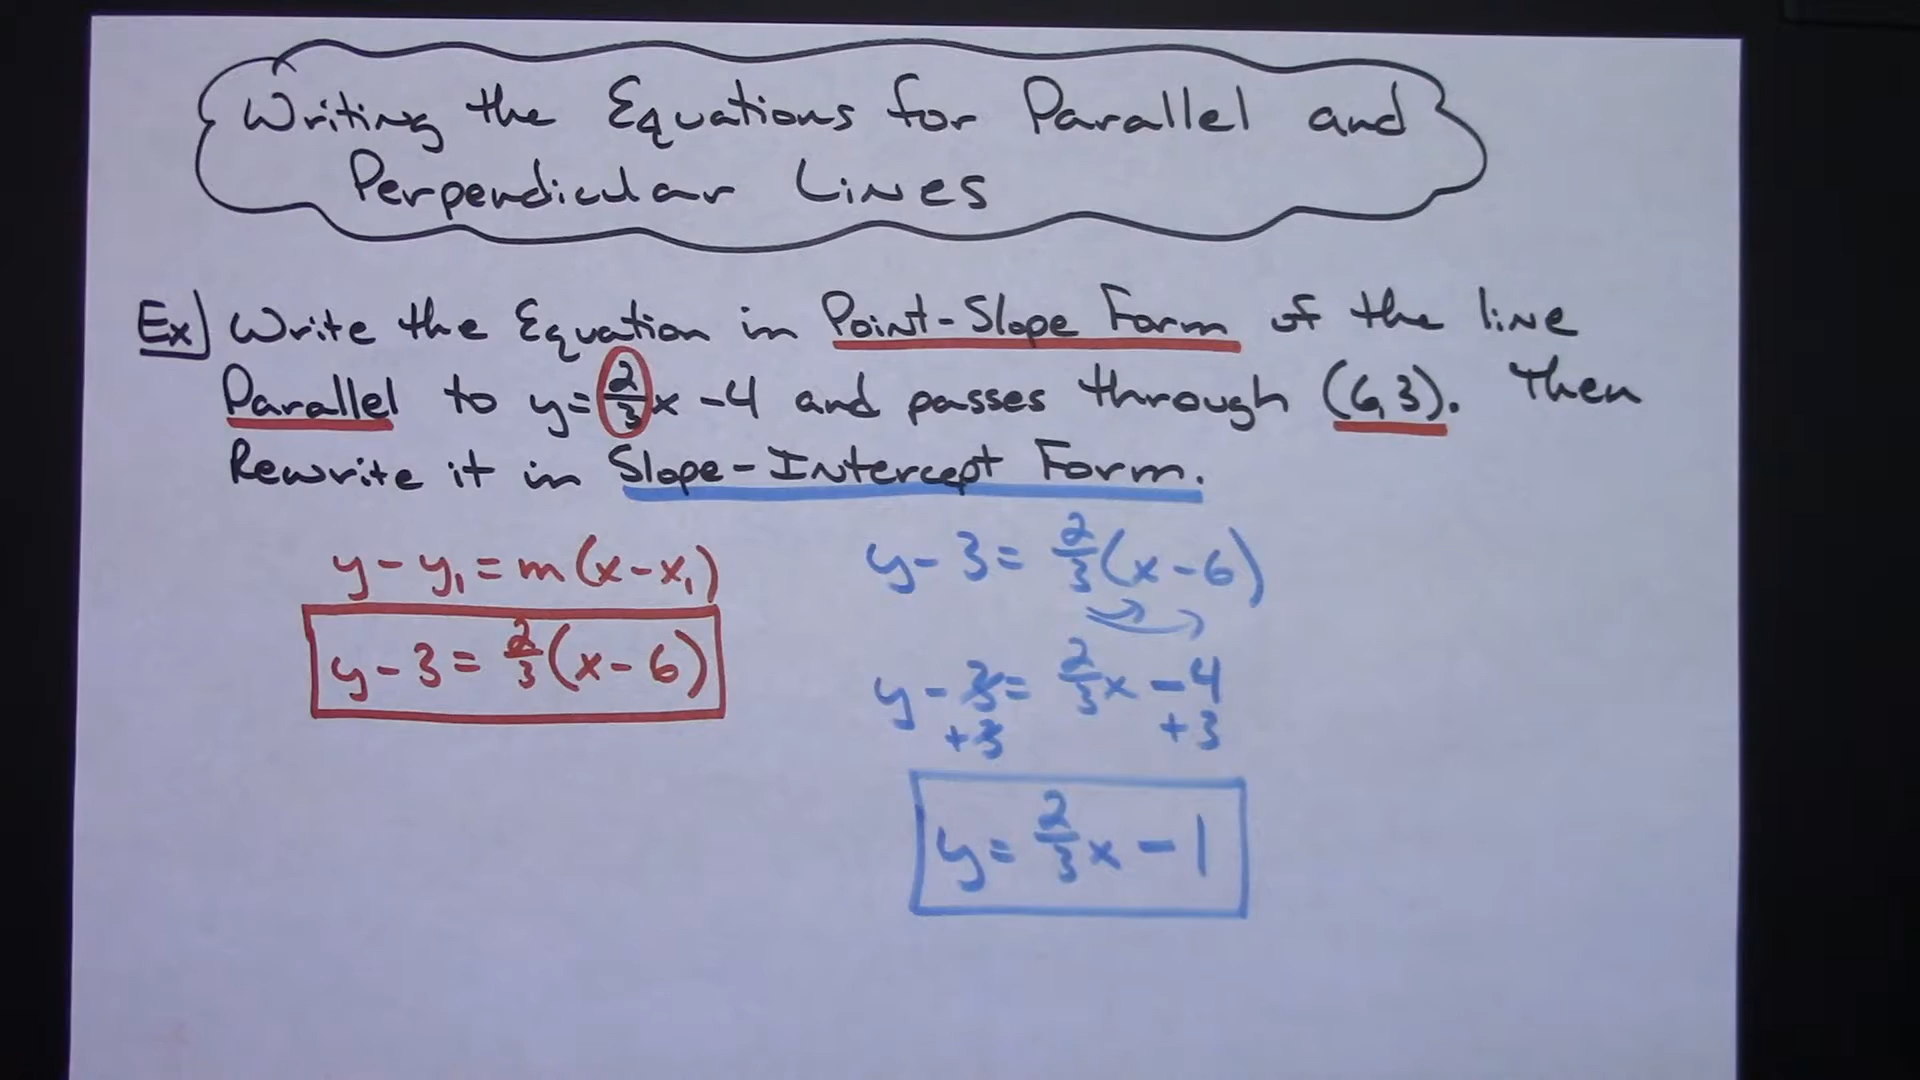 Writing the Equations for Parallel and
Perpendicular Lines
Ex) Write the Equation in Point-Slope Form of the line
Parallel to y=2/3x-4 and passes through (6,3). Then
Rewrite it in Slope-Intercept Form.
y-y₁=m(x-x₁)
y-3=2/3(x-6)
y-3=2/3(x-6)
y-3=2/3x-4
+3 +3
y=2/3x-1